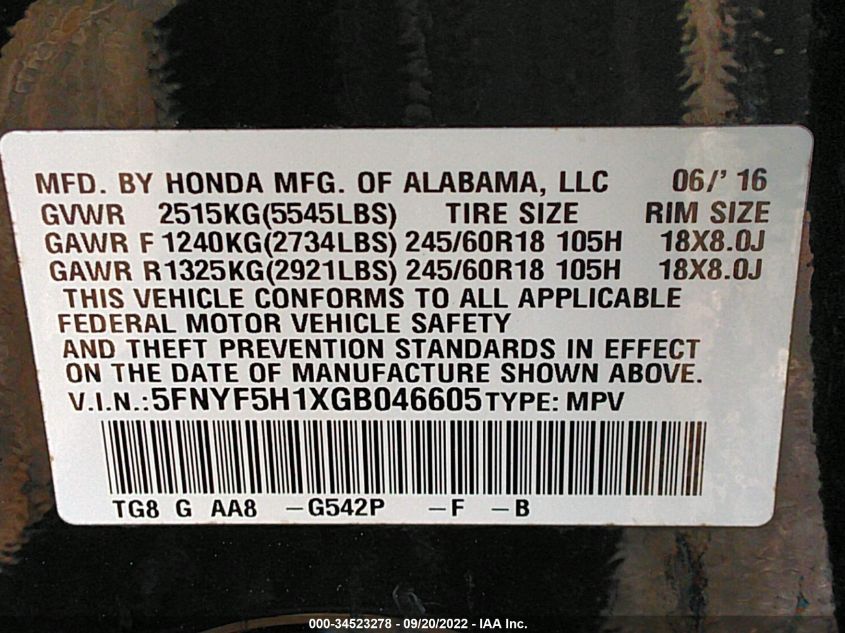 MFD. BY HONDA MFG. OF ALABAMA, LLC 06/' 16
GVWR 2515KG(5545LBS) TIRE SIZE RIM SIZE
GAWR F 1240KG(2734LBS) 245/60R18 105H 18X8.0J
GAWR R 1325KG(2921LBS) 245/60R18 105H 18X8.0J
THIS VEHICLE CONFORMS TO ALL APPLICABLE
FEDERAL MOTOR VEHICLE SAFETY
AND THEFT PREVENTION STANDARDS IN EFFECT
ON THE DATE OF MANUFACTURE SHOWN ABOVE.
V.I.N.: 5FNYF5H1XGB046605 TYPE: MPV
TG8 G AA8 -G542P -F -B
000-34523278 - 09/20/2022 - IAA Inc.